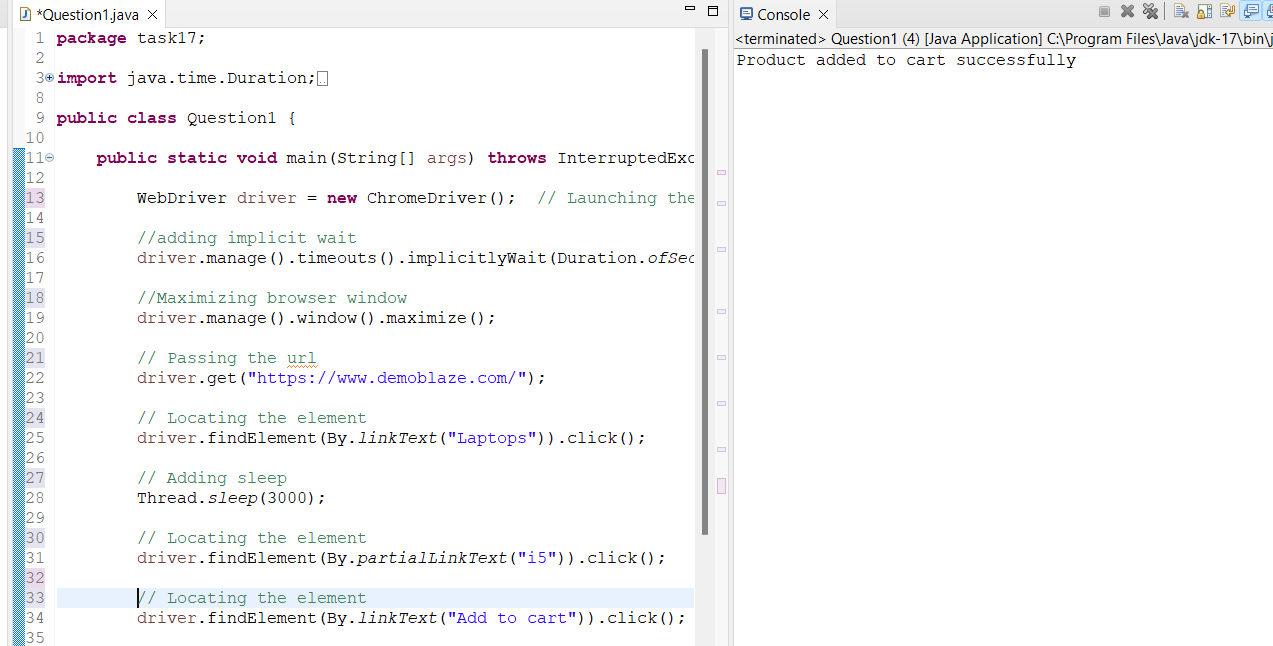 *Question1.java
1 package task17;
2
3 import java.time.Duration;
8
9 public class Question1 {
10
11 public static void main(String[] args) throws InterruptedExc
12
13 WebDriver driver = new ChromeDriver(); // Launching the
14
15 //adding implicit wait
16 driver.manage().timeouts().implicitlyWait(Duration.ofSec
17
18 //Maximizing browser window
19 driver.manage().window().maximize();
20
21 // Passing the url
22 driver.get("https://www.demoblaze.com/");
23
24 // Locating the element
25 driver.findElement(By.linkText("Laptops")).click();
26
27 // Adding sleep
28 Thread.sleep(3000);
29
30 // Locating the element
31 driver.findElement(By.partialLinkText("i5")).click();
32
33 // Locating the element
34 driver.findElement(By.linkText("Add to cart")).click();
35
Console
<terminated> Question1 (4) [Java Application] C:\Program Files\Java\jdk-17\bin\j
Product added to cart successfully